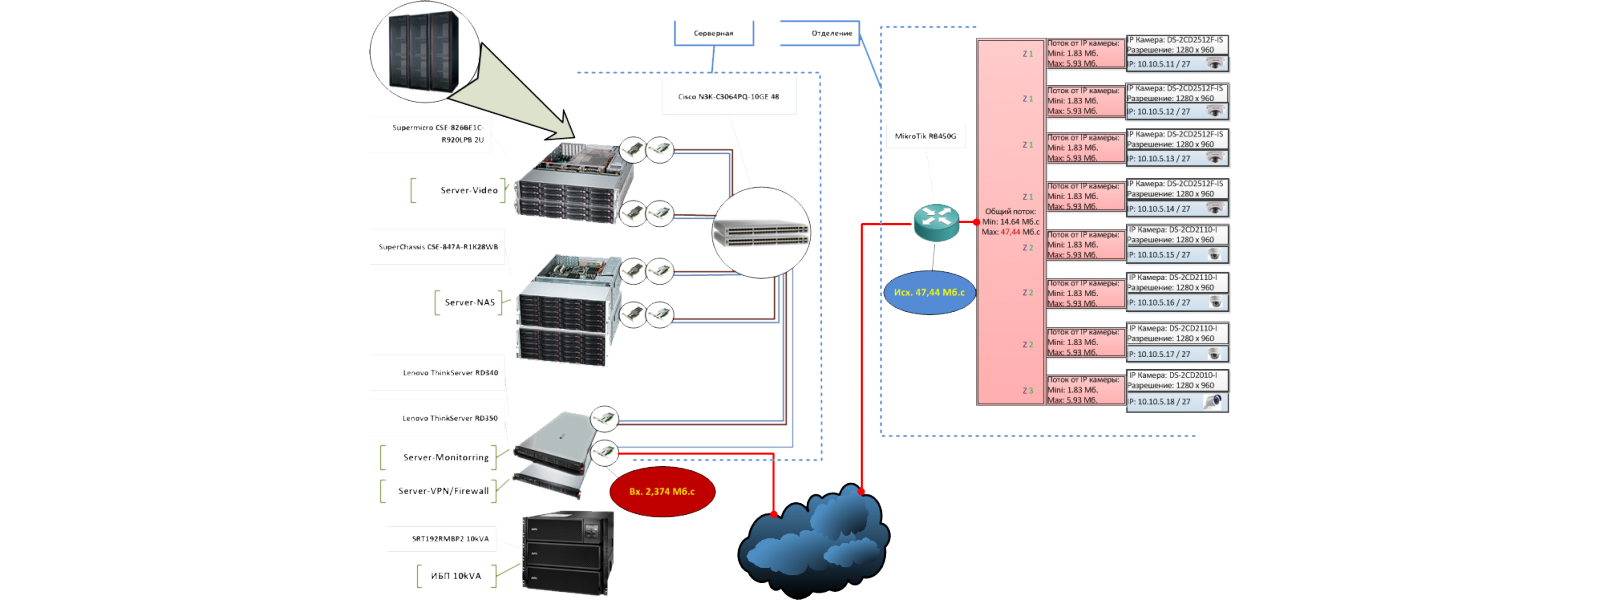 Серверная
Отделение
Cisco N3K-C3064PQ-10GE 48
Supermicro CSE-826BE1C-
R920LPB 2U
Server-Video
SuperChassis CSE-847A-R1K28WB
Server-NAS
Lenovo ThinkServer RD340
Lenovo ThinkServer RD350
Server-Monitorring
Server-VPN/Firewall
SRT192RMBP2 10kVA
ИБП 10kVA
Вх. 2,374 Мб.с
MikroTik RB450G
Исх. 47,44 Мб.с
Общий поток:
Min: 14.64 Мб.с
Max: 47,44 Мб.с
Z 1
Поток от IP камеры:
Mini: 1.83 Мб.
Max: 5.93 Мб.
IP Камера: DS-2CD2512F-IS
Разрешение: 1280 x 960
IP: 10.10.5.11 / 27
Z 1
Поток от IP камеры:
Mini: 1.83 Мб.
Max: 5.93 Мб.
IP Камера: DS-2CD2512F-IS
Разрешение: 1280 x 960
IP: 10.10.5.12 / 27
Z 1
Поток от IP камеры:
Mini: 1.83 Мб.
Max: 5.93 Мб.
IP Камера: DS-2CD2512F-IS
Разрешение: 1280 x 960
IP: 10.10.5.13 / 27
Z 1
Поток от IP камеры:
Mini: 1.83 Мб.
Max: 5.93 Мб.
IP Камера: DS-2CD2512F-IS
Разрешение: 1280 x 960
IP: 10.10.5.14 / 27
Z 2
Поток от IP камеры:
Mini: 1.83 Мб.
Max: 5.93 Мб.
IP Камера: DS-2CD2110-I
Разрешение: 1280 x 960
IP: 10.10.5.15 / 27
Z 2
Поток от IP камеры:
Mini: 1.83 Мб.
Max: 5.93 Мб.
IP Камера: DS-2CD2110-I
Разрешение: 1280 x 960
IP: 10.10.5.16 / 27
Z 2
Поток от IP камеры:
Mini: 1.83 Мб.
Max: 5.93 Мб.
IP Камера: DS-2CD2110-I
Разрешение: 1280 x 960
IP: 10.10.5.17 / 27
Z 3
Поток от IP камеры:
Mini: 1.83 Мб.
Max: 5.93 Мб.
IP Камера: DS-2CD2010-I
Разрешение: 1280 x 960
IP: 10.10.5.18 / 27